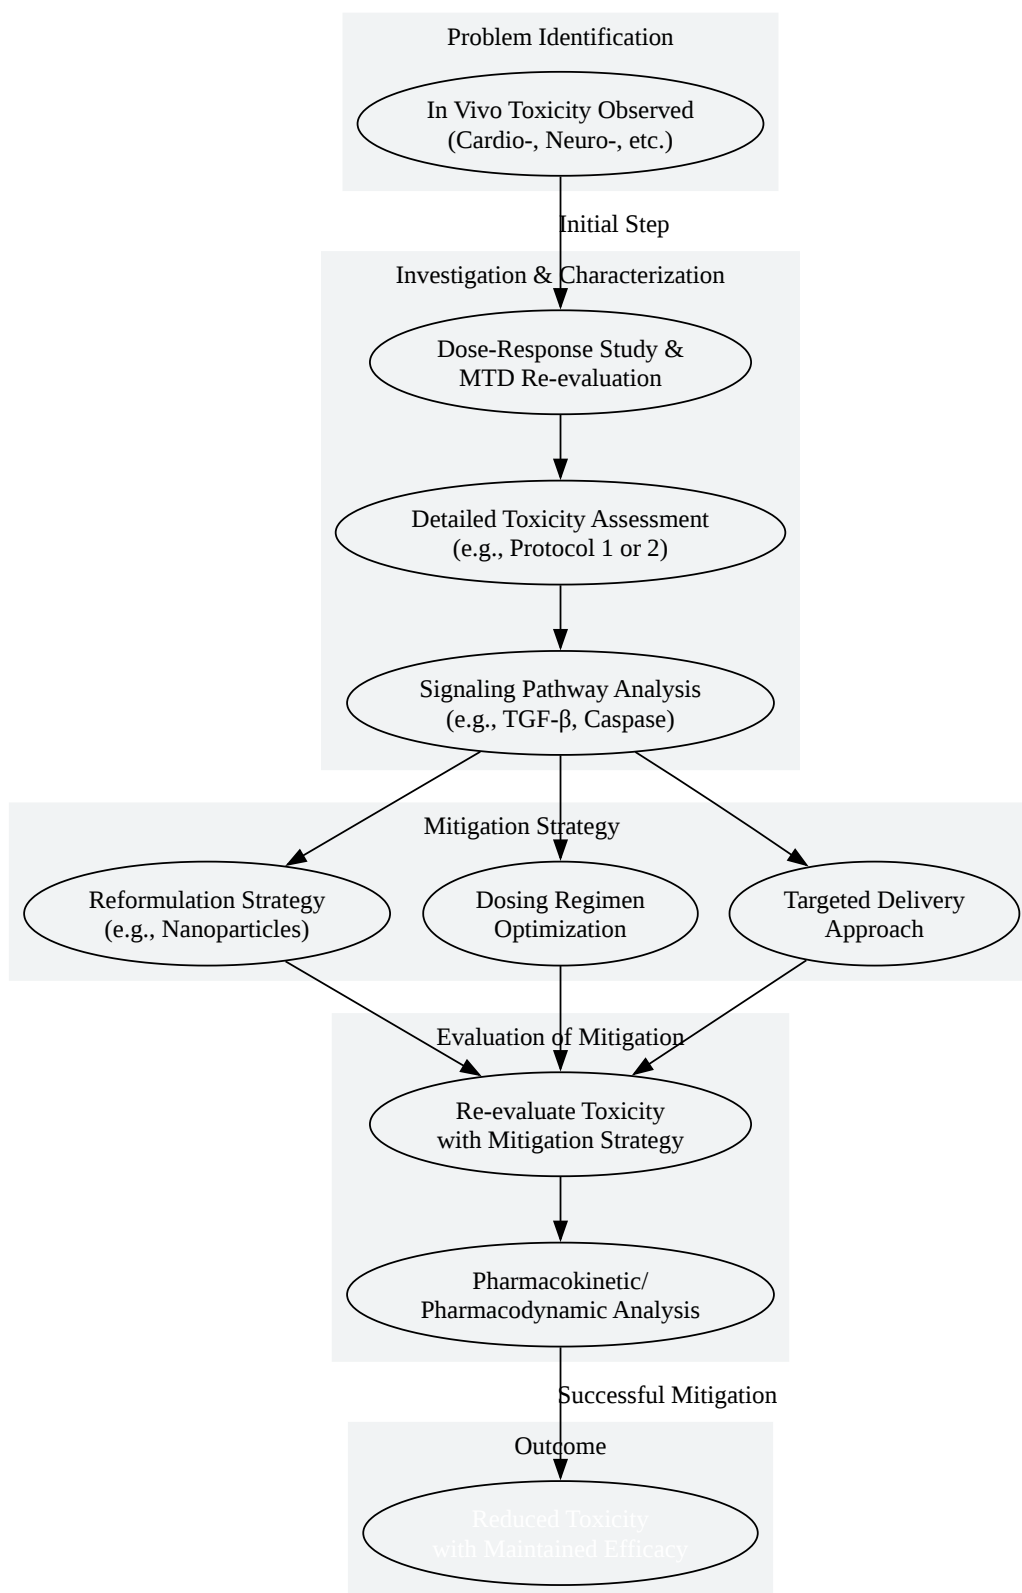 Problem Identification
In Vivo Toxicity Observed
(Cardio-, Neuro-, etc.)
Initial Step
Investigation & Characterization
Dose-Response Study &
MTD Re-evaluation
Detailed Toxicity Assessment
(e.g., Protocol 1 or 2)
Signaling Pathway Analysis
(e.g., TGF-β, Caspase)
Mitigation Strategy
Reformulation Strategy
(e.g., Nanoparticles)
Dosing Regimen
Optimization
Targeted Delivery
Approach
Evaluation of Mitigation
Re-evaluate Toxicity
with Mitigation Strategy
Pharmacokinetic/
Pharmacodynamic Analysis
Successful Mitigation
Outcome
Reduced Toxicity
with Maintained Efficacy